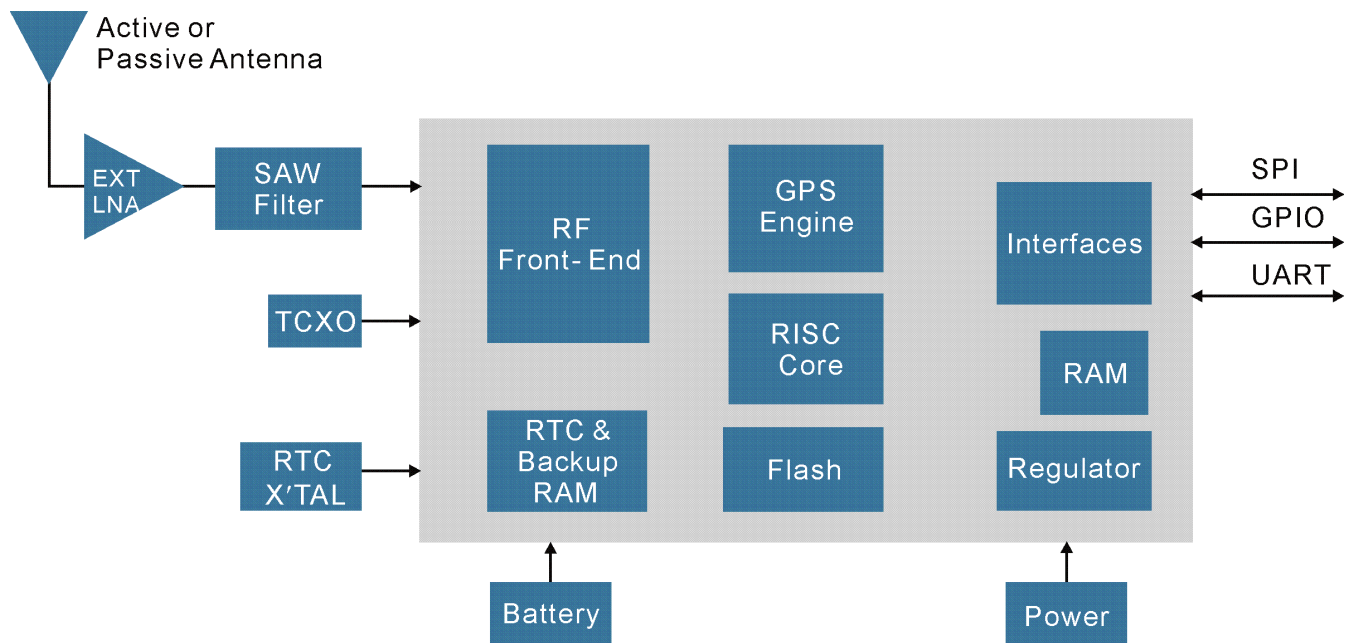 Active or
Passive Antenna
EXT
LNA
SAW
Filter
RF
Front-End
GPS
Engine
Interfaces
SPI
GPIO
UART
TCXO
RISC
Core
RAM
RTC
X'TAL
RTC &
Backup
RAM
Flash
Regulator
Battery
Power